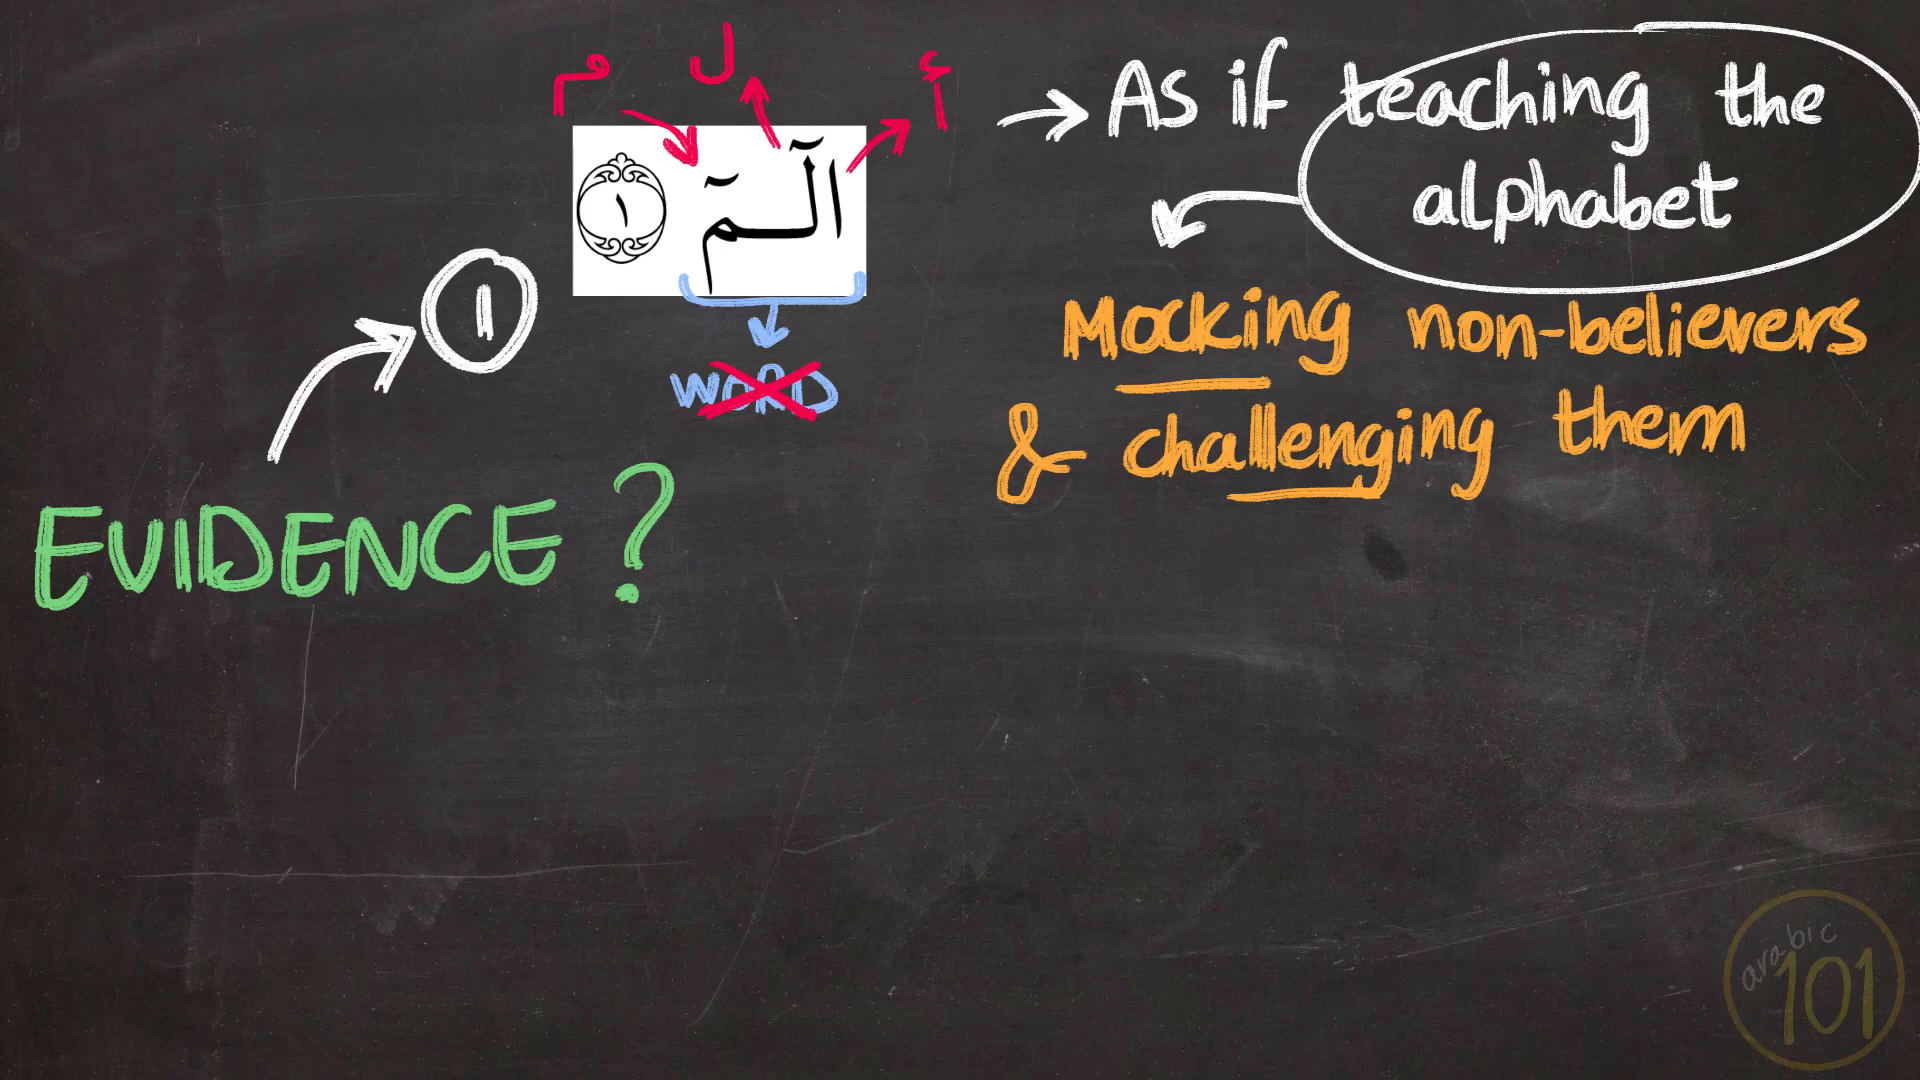 أ ل م
الٓمٓ ١
WORD
1
EVIDENCE ?
As if teaching the
alphabet
Mocking non-believers
& challenging them
arabic
101